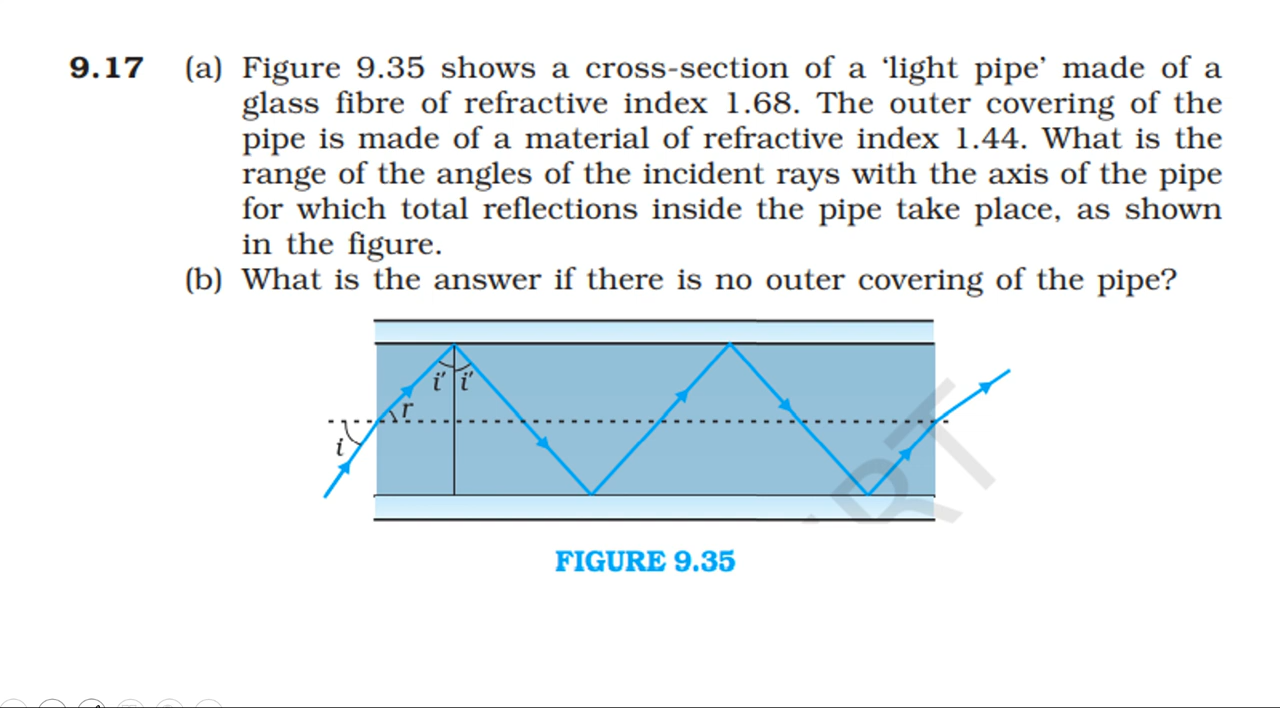 9.17 (a) Figure 9.35 shows a cross-section of a ‘light pipe’ made of a
glass fibre of refractive index 1.68. The outer covering of the
pipe is made of a material of refractive index 1.44. What is the
range of the angles of the incident rays with the axis of the pipe
for which total reflections inside the pipe take place, as shown
in the figure.
(b) What is the answer if there is no outer covering of the pipe?
i′ i′
r
i
RT
FIGURE 9.35